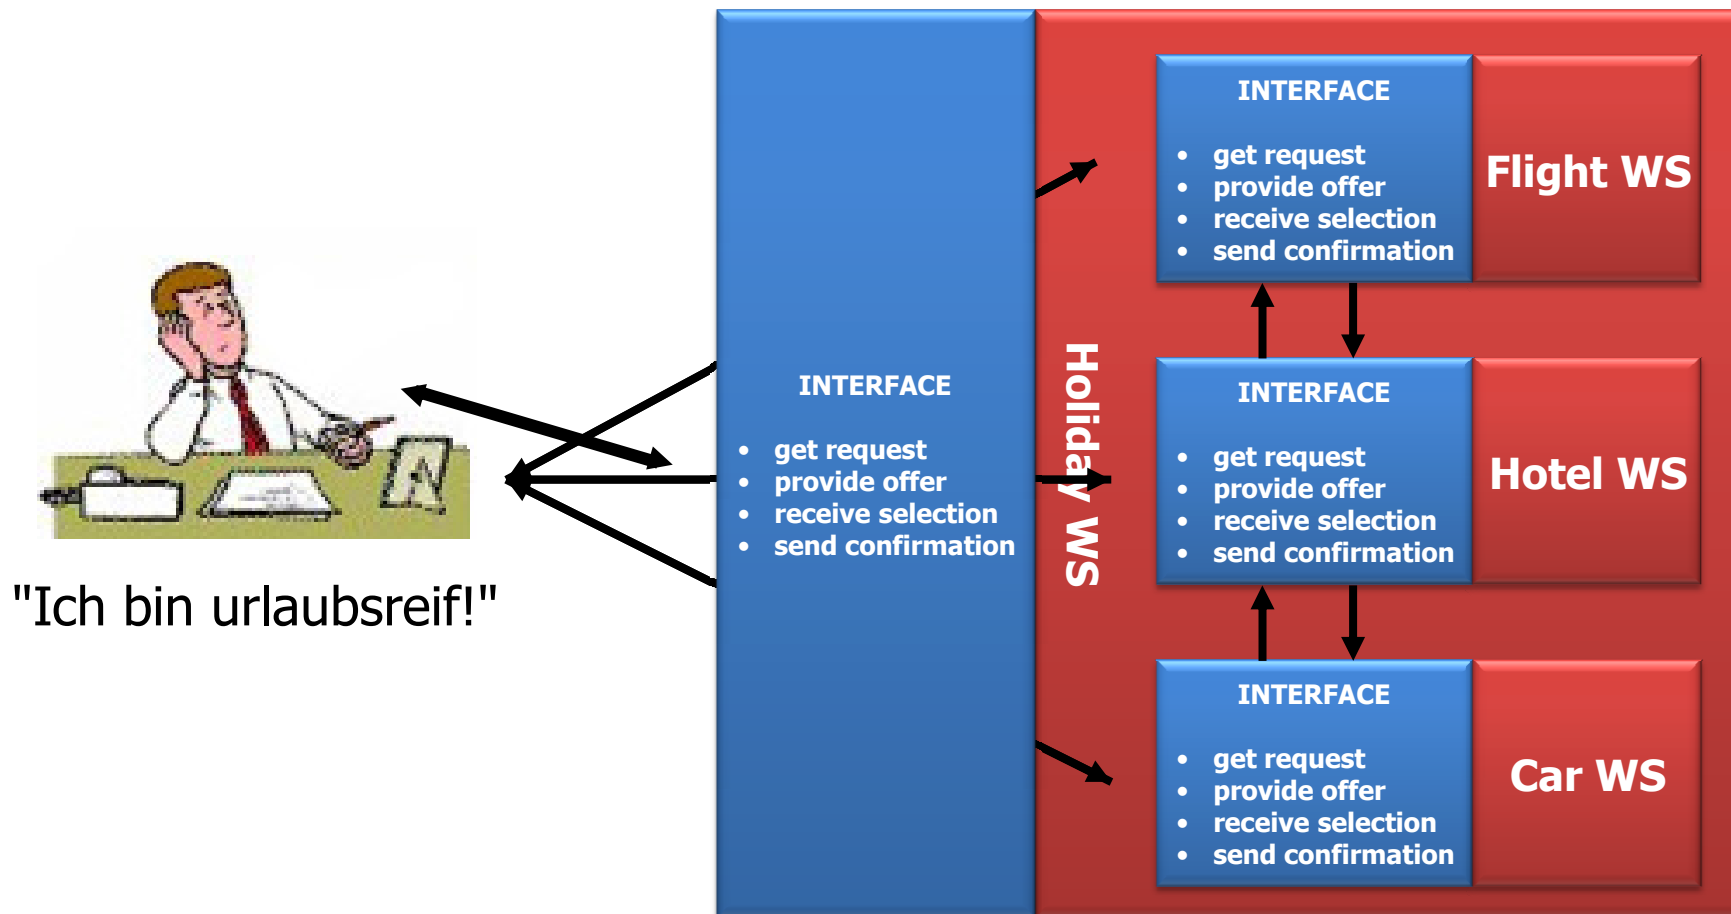 "Ich bin urlaubsreif!"
INTERFACE
• get request
• provide offer
• receive selection
• send confirmation
Holiday WS
INTERFACE
• get request
• provide offer
• receive selection
• send confirmation
Flight WS
INTERFACE
• get request
• provide offer
• receive selection
• send confirmation
Hotel WS
INTERFACE
• get request
• provide offer
• receive selection
• send confirmation
Car WS